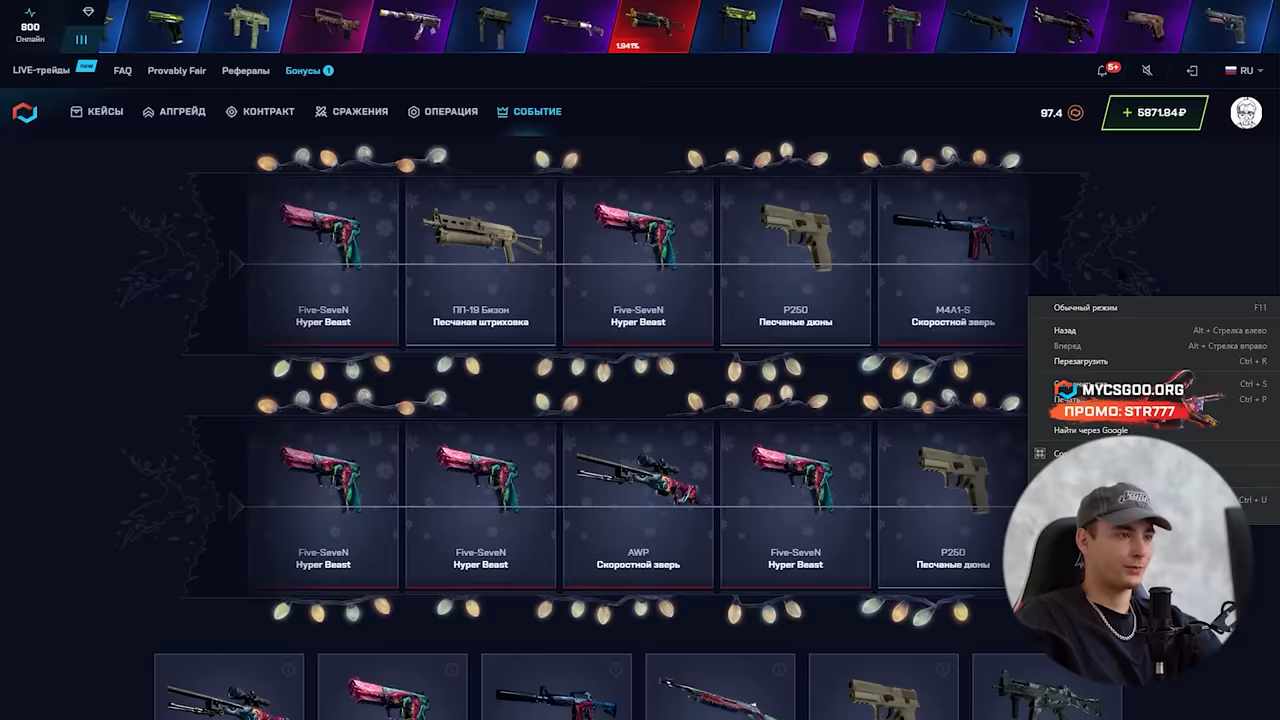 800
Онлайн
1.941%
LIVE-трейды
new
FAQ
Provably Fair
Рефералы
Бонусы 1
5+
RU
КЕЙСЫ
АПГРЕЙД
КОНТРАКТ
СРАЖЕНИЯ
ОПЕРАЦИЯ
СОБЫТИЕ
97.4
+ 5871.84 ₽
Five-SeveN
Hyper Beast
ПП-19 Бизон
Песчаная штриховка
Five-SeveN
Hyper Beast
P250
Песчаные дюны
M4A1-S
Скоростной зверь
Обычный режим F11
Назад Alt + Стрелка влево
Вперед Alt + Стрелка вправо
Перезагрузить Ctrl + R
Ctrl + S
MYCSGOO.ORG
Ctrl + P
ПРОМО: STR777
Найти через Google
Ctrl + U
Five-SeveN
Hyper Beast
Five-SeveN
Hyper Beast
AWP
Скоростной зверь
Five-SeveN
Hyper Beast
P250
Песчаные дюны